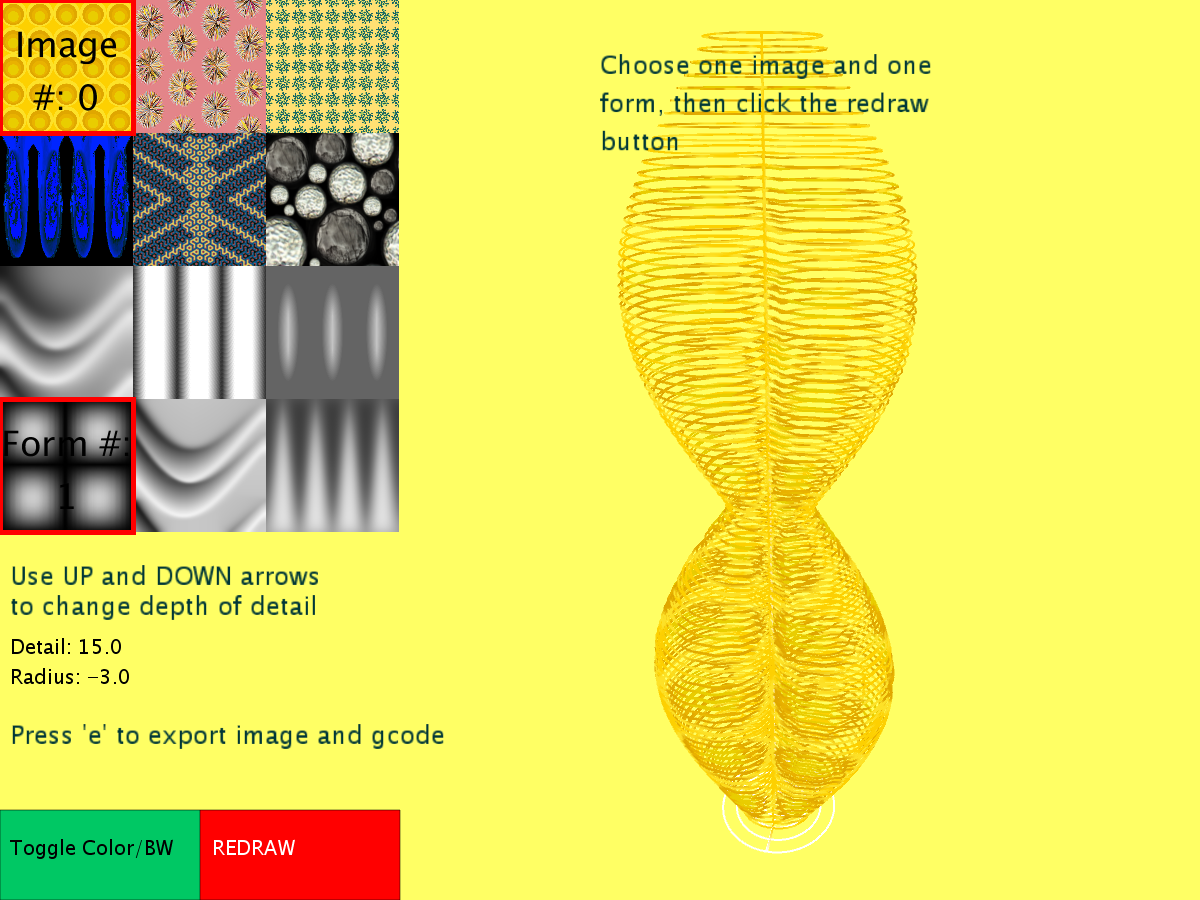 Image
#: 0
Choose one image and one
form, then click the redraw
button
Form #:
1
Use UP and DOWN arrows
to change depth of detail
Detail: 15.0
Radius: −3.0
Press 'e' to export image and gcode
Toggle Color/BW
REDRAW